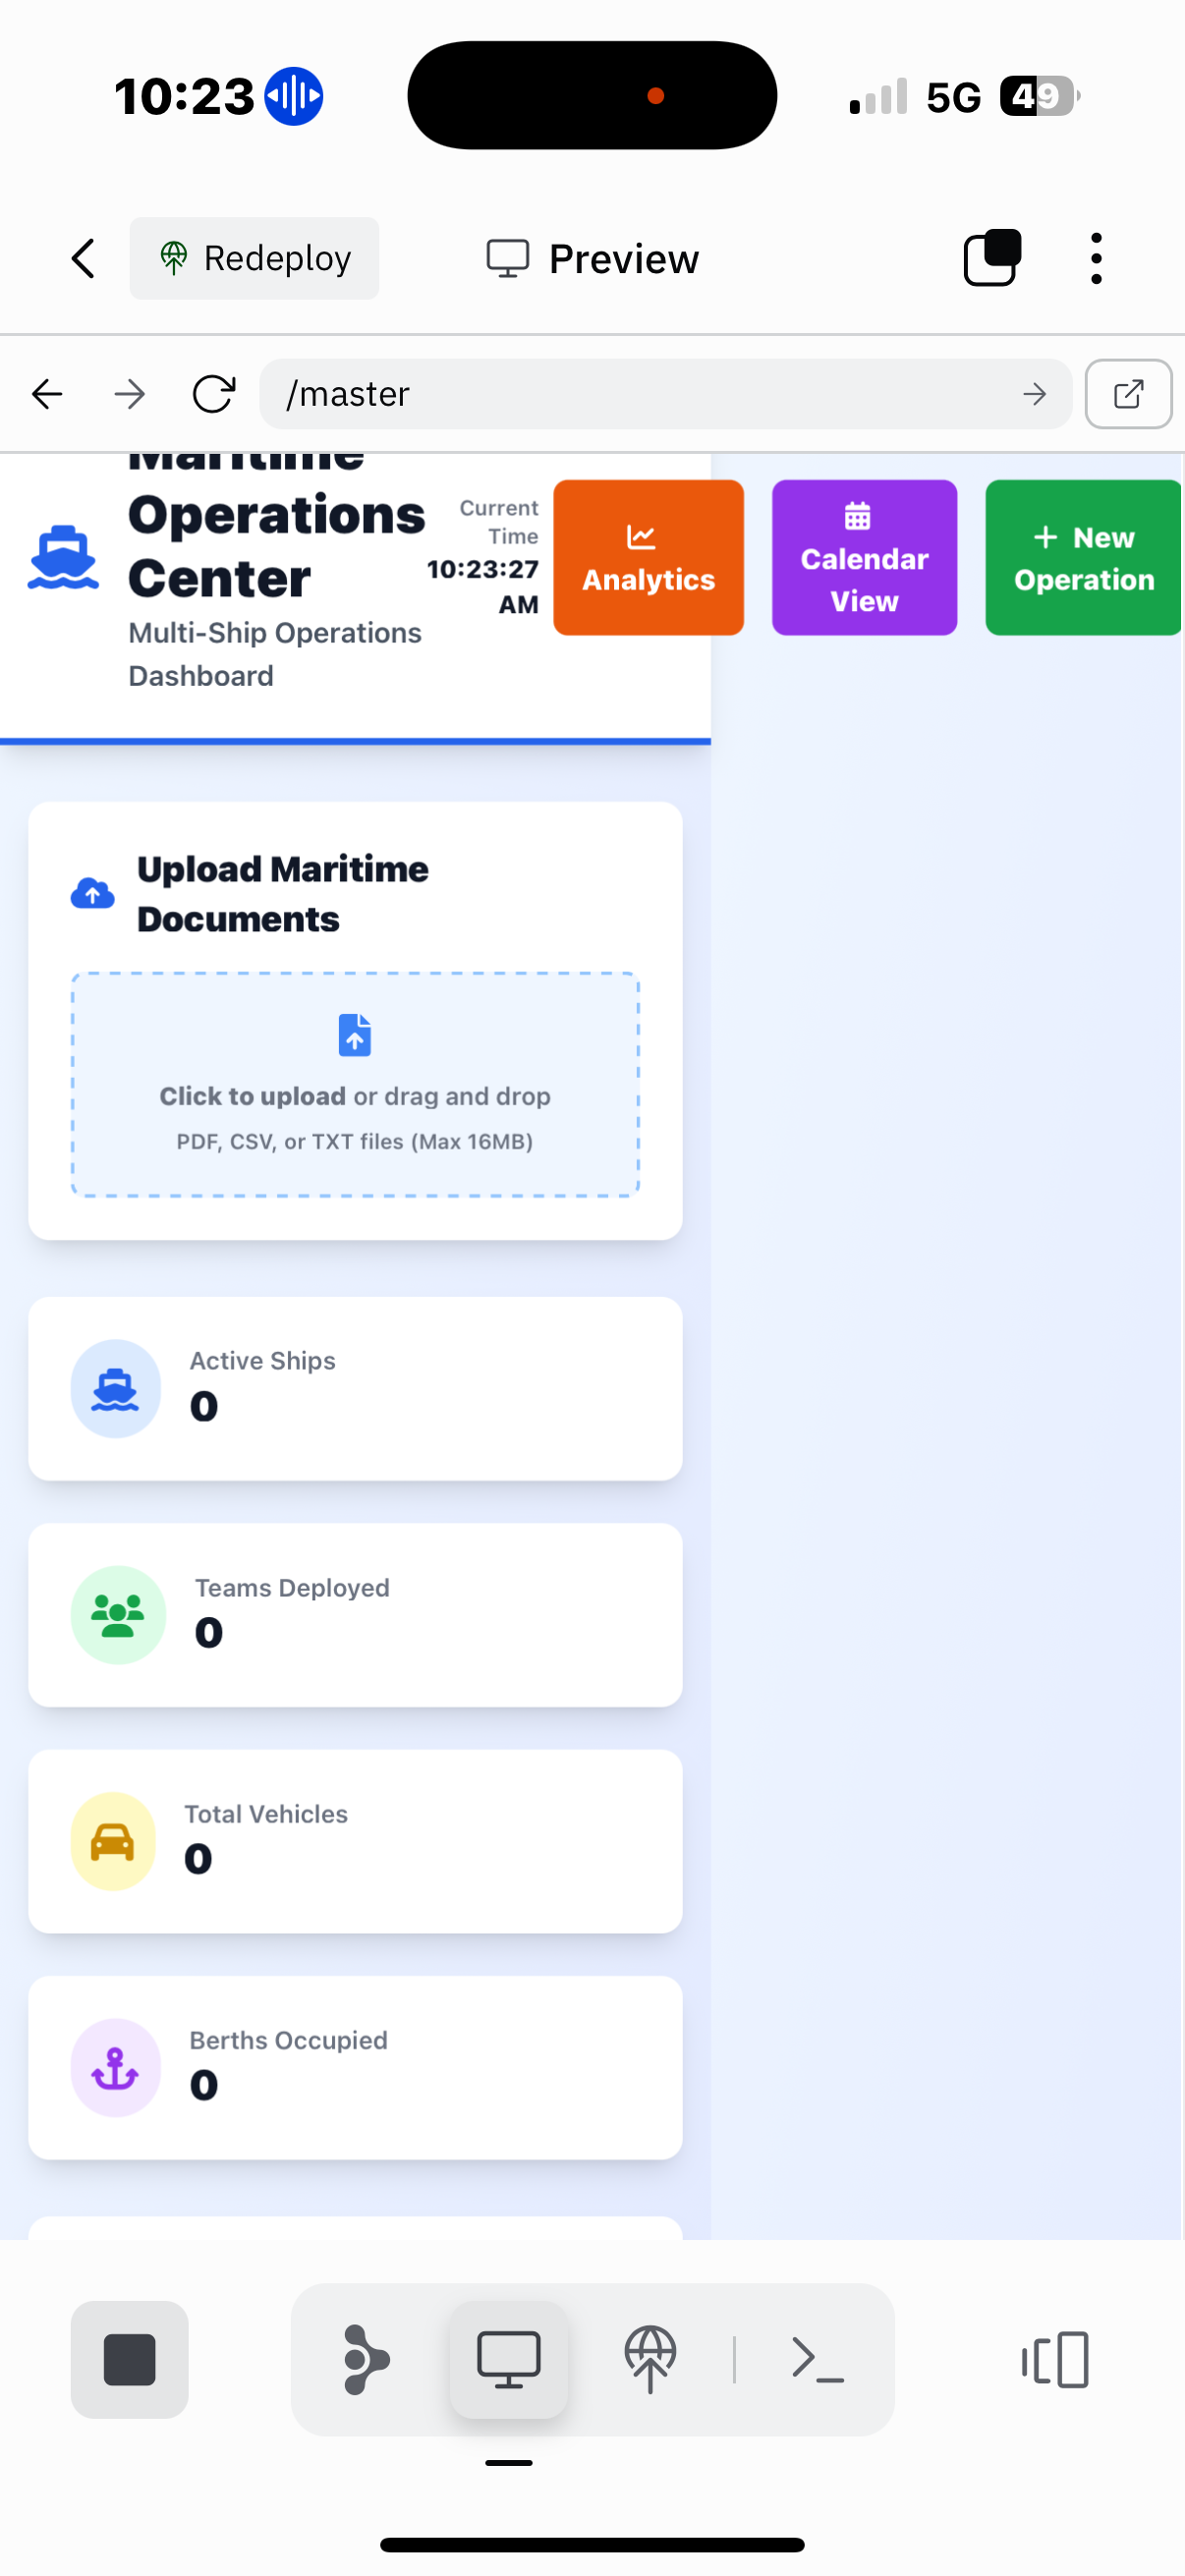 10:23
5G
49
Redeploy
Preview
/master
Maritime
Operations
Center
Multi-Ship Operations
Dashboard
Current
Time
10:23:27
AM
Analytics
Calendar
View
New
Operation
Upload Maritime
Documents
Click to upload or drag and drop
PDF, CSV, or TXT files (Max 16MB)
Active Ships
0
Teams Deployed
0
Total Vehicles
0
Berths Occupied
0